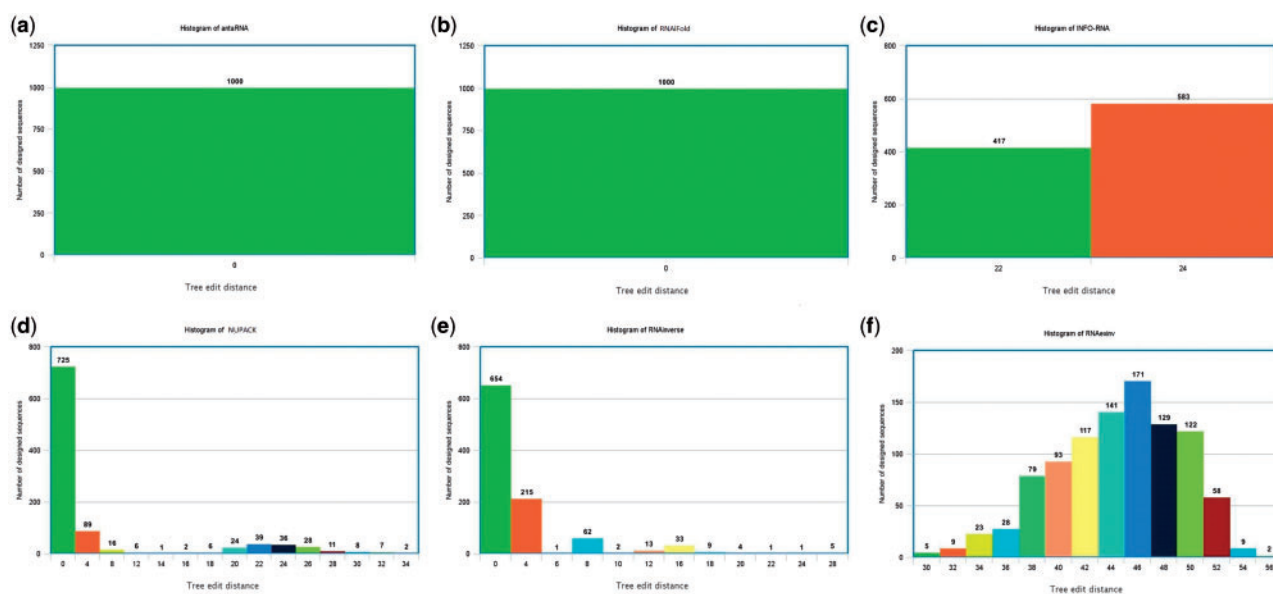 (a)
Histogram of antaRNA
Number of designed sequences
1250
1000
750
500
250
0
1000
0
Tree edit distance
(b)
Histogram of RNAiFold
Number of designed sequences
1250
1000
750
500
250
0
1000
0
Tree edit distance
(c)
Histogram of INFO-RNA
Number of designed sequences
800
600
400
200
0
417
583
22 24
Tree edit distance
(d)
Histogram of NUPACK
Number of designed sequences
800
600
400
200
0
725 89 16 6 1 2 6 24 39 36 28 11 8 7 2
0 4 8 12 14 16 18 20 22 24 26 28 30 32 34
Tree edit distance
(e)
Histogram of RNAinverse
Number of designed sequences
800
600
400
200
0
654 215 1 62 2 13 33 9 4 1 1 5
0 4 6 8 10 12 16 18 20 22 24 28
Tree edit distance
(f)
Histogram of RNAexinv
Number of designed sequences
200
150
100
50
0
5 9 23 28 79 93 117 141 171 129 122 58 9 2
30 32 34 36 38 40 42 44 46 48 50 52 54 56
Tree edit distance